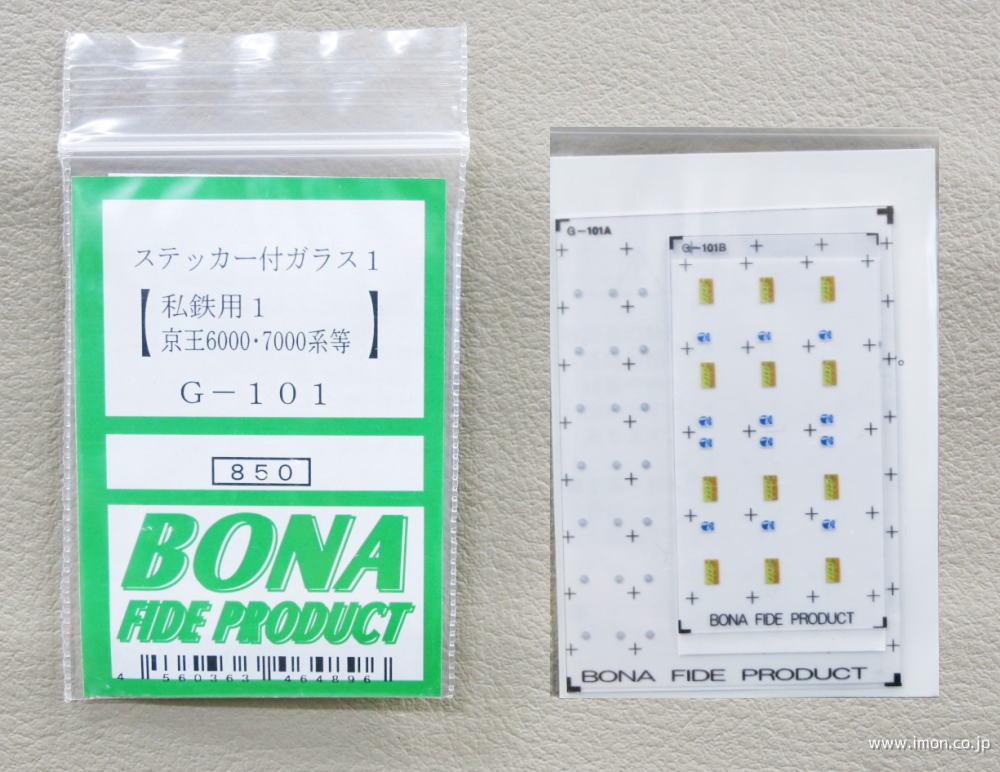 ステッカー付ガラス1
【私鉄用1
京王6000・7000系等】
G-101
850
BONA
FIDE PRODUCT
4 560363 464896
G-101A
G-101B
BONA FIDE PRODUCT
BONA FIDE PRODUCT
www.imon.co.jp